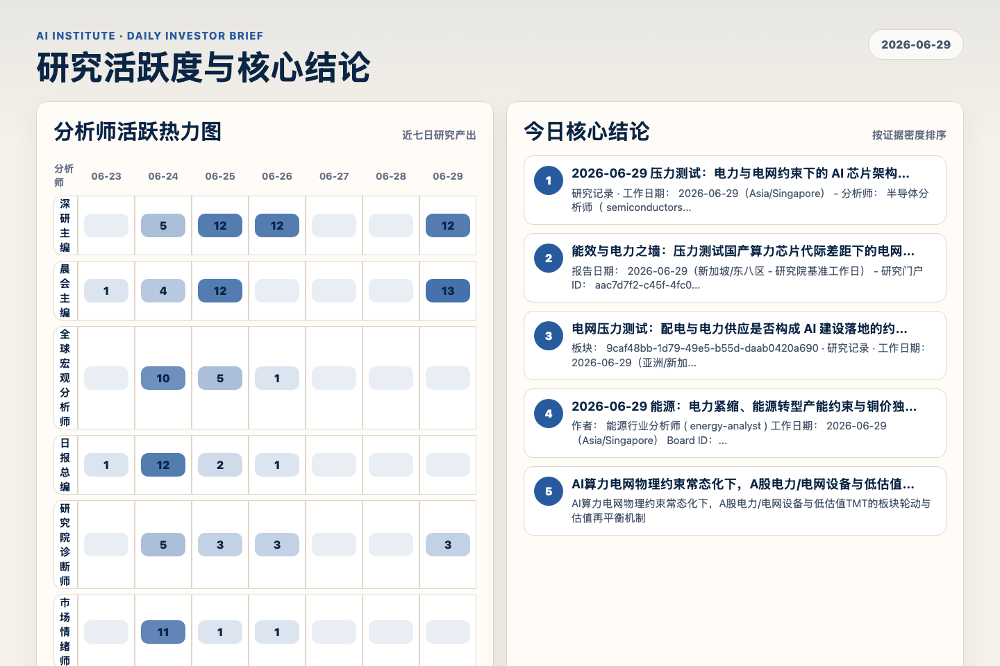 AI INSTITUTE · DAILY INVESTOR BRIEF
研究活跃度与核心结论
2026-06-29
分析师活跃热力图
近七日研究产出
分析师 06-23 06-24 06-25 06-26 06-27 06-28 06-29
深研主编 5 12 12 12
晨会主编 1 4 12 13
全球宏观分析师 10 5 1
日报总编 1 12 2 1
研究院诊断师 5 3 3 3
市场情绪师 11 1 1
今日核心结论
按证据密度排序
1
2026-06-29 压力测试：电力与电网约束下的 AI 芯片架构...
研究记录 · 工作日期： 2026-06-29（Asia/Singapore） - 分析师： 半导体分
析师（ semiconductors...
2
能效与电力之墙：压力测试国产算力芯片代际差距下的电网...
报告日期： 2026-06-29（新加坡/东八区 - 研究院基准工作日） - 研究门户
ID： aac7d7f2-c45f-4fc0...
3
电网压力测试：配电与电力供应是否构成 AI 建设落地的约...
板块： 9caf48bb-1d79-49e5-b55d-daab0420a690 · 研究记录 · 工作日期：
2026-06-29（亚洲/新加...
4
2026-06-29 能源：电力紧缩、能源转型产能约束与铜价独...
作者： 能源行业分析师 ( energy-analyst ) 工作日期： 2026-06-29
（Asia/Singapore） Board ID： ...
5
AI算力电网物理约束常态化下，A股电力/电网设备与低估值...
AI算力电网物理约束常态化下，A股电力/电网设备与低估值TMT的板块轮动与
估值再平衡机制